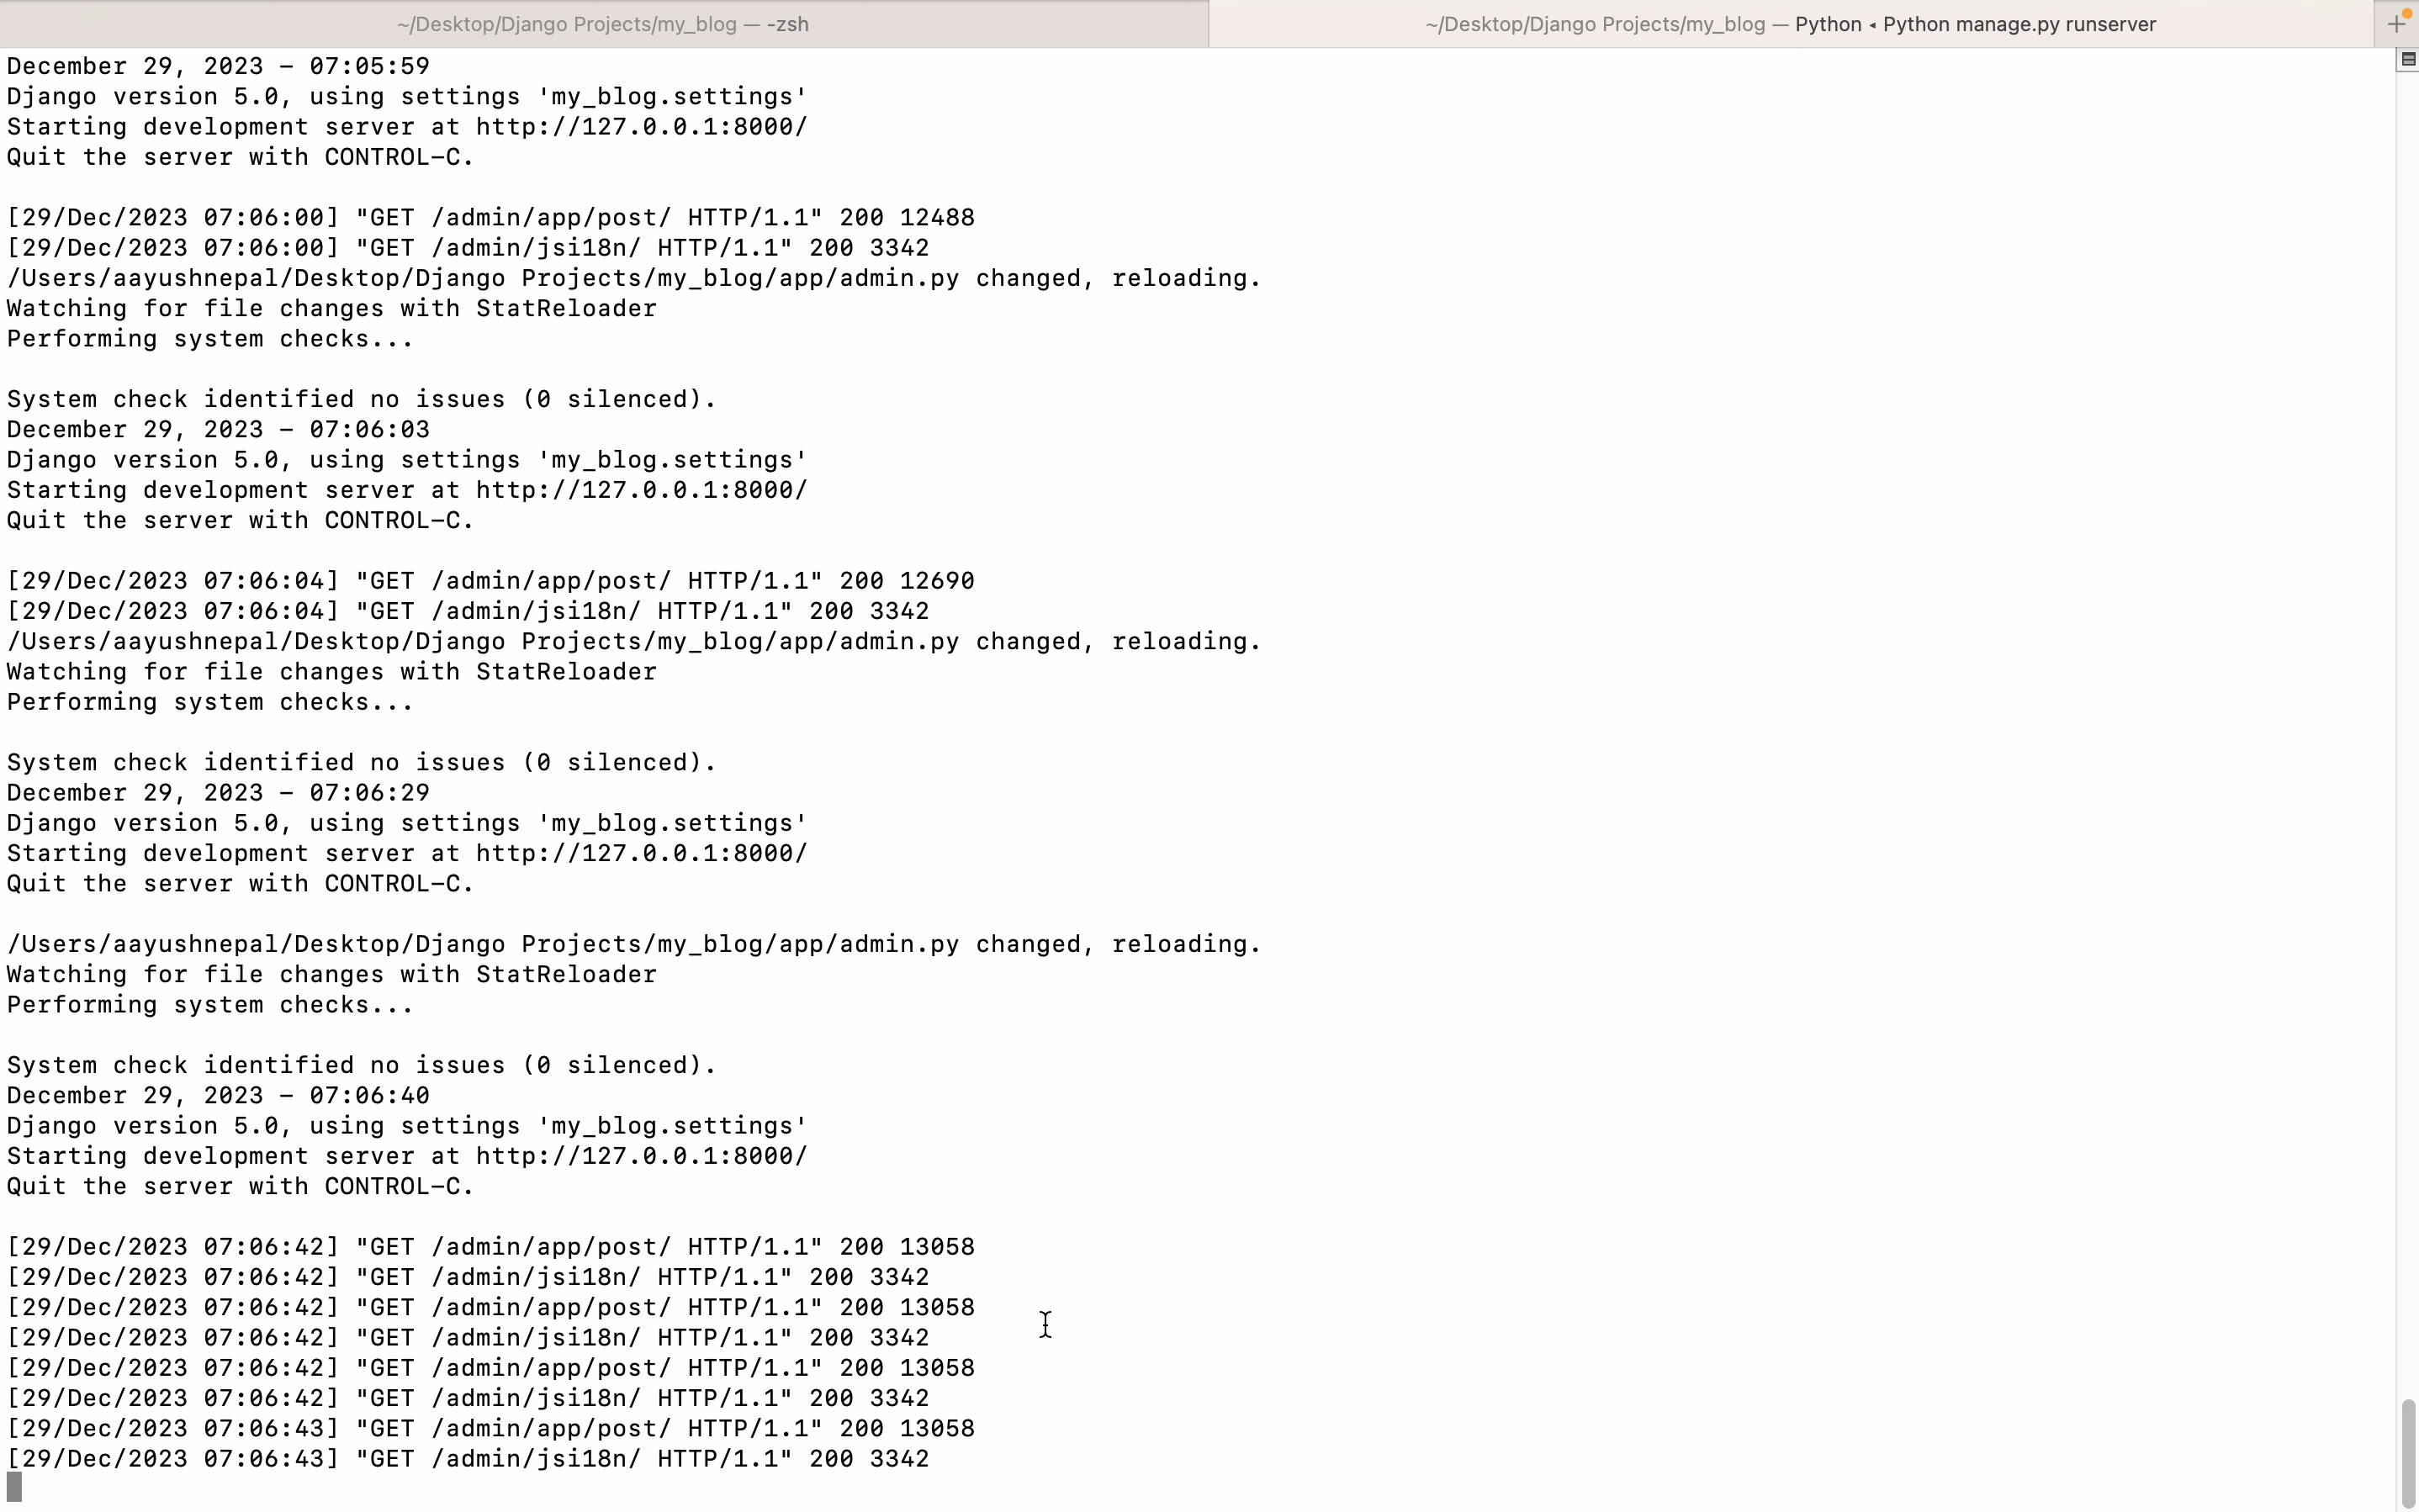 ~/Desktop/Django Projects/my_blog — -zsh
~/Desktop/Django Projects/my_blog — Python ◂ Python manage.py runserver
December 29, 2023 - 07:05:59
Django version 5.0, using settings 'my_blog.settings'
Starting development server at http://127.0.0.1:8000/
Quit the server with CONTROL-C.
[29/Dec/2023 07:06:00] "GET /admin/app/post/ HTTP/1.1" 200 12488
[29/Dec/2023 07:06:00] "GET /admin/jsi18n/ HTTP/1.1" 200 3342
/Users/aayushnepal/Desktop/Django Projects/my_blog/app/admin.py changed, reloading.
Watching for file changes with StatReloader
Performing system checks...
System check identified no issues (0 silenced).
December 29, 2023 - 07:06:03
Django version 5.0, using settings 'my_blog.settings'
Starting development server at http://127.0.0.1:8000/
Quit the server with CONTROL-C.
[29/Dec/2023 07:06:04] "GET /admin/app/post/ HTTP/1.1" 200 12690
[29/Dec/2023 07:06:04] "GET /admin/jsi18n/ HTTP/1.1" 200 3342
/Users/aayushnepal/Desktop/Django Projects/my_blog/app/admin.py changed, reloading.
Watching for file changes with StatReloader
Performing system checks...
System check identified no issues (0 silenced).
December 29, 2023 - 07:06:29
Django version 5.0, using settings 'my_blog.settings'
Starting development server at http://127.0.0.1:8000/
Quit the server with CONTROL-C.
/Users/aayushnepal/Desktop/Django Projects/my_blog/app/admin.py changed, reloading.
Watching for file changes with StatReloader
Performing system checks...
System check identified no issues (0 silenced).
December 29, 2023 - 07:06:40
Django version 5.0, using settings 'my_blog.settings'
Starting development server at http://127.0.0.1:8000/
Quit the server with CONTROL-C.
[29/Dec/2023 07:06:42] "GET /admin/app/post/ HTTP/1.1" 200 13058
[29/Dec/2023 07:06:42] "GET /admin/jsi18n/ HTTP/1.1" 200 3342
[29/Dec/2023 07:06:42] "GET /admin/app/post/ HTTP/1.1" 200 13058
[29/Dec/2023 07:06:42] "GET /admin/jsi18n/ HTTP/1.1" 200 3342
[29/Dec/2023 07:06:42] "GET /admin/app/post/ HTTP/1.1" 200 13058
[29/Dec/2023 07:06:42] "GET /admin/jsi18n/ HTTP/1.1" 200 3342
[29/Dec/2023 07:06:43] "GET /admin/app/post/ HTTP/1.1" 200 13058
[29/Dec/2023 07:06:43] "GET /admin/jsi18n/ HTTP/1.1" 200 3342